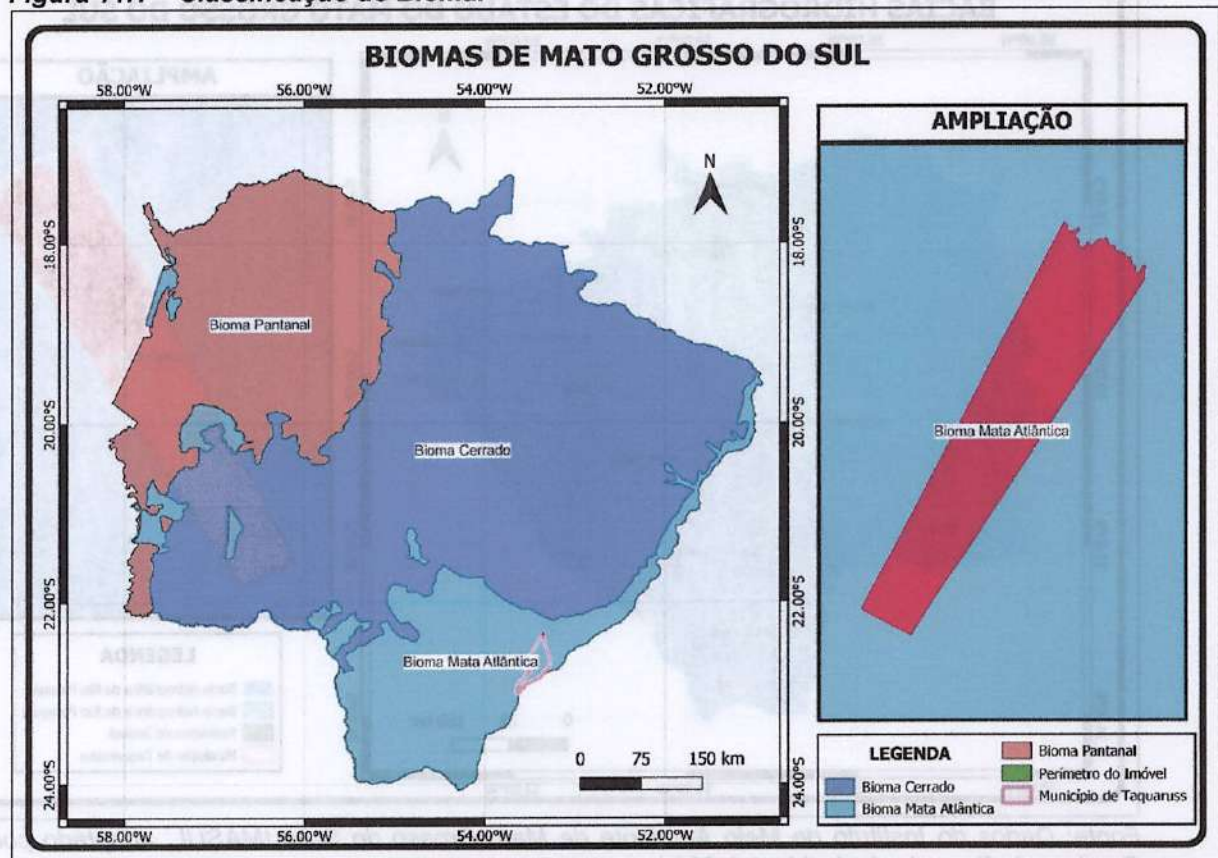 BIOMAS DE MATO GROSSO DO SUL
58.00°W 56.00°W 54.00°W 52.00°W
N
18.00°S 18.00°S
Bioma Pantanal
20.00°S 20.00°S
Bioma Cerrado
22.00°S 22.00°S
Bioma Mata Atlântica
0 75 150 km
24.00°S 24.00°S
58.00°W 56.00°W 54.00°W 52.00°W
AMPLIAÇÃO
Bioma Mata Atlântica
LEGENDA
Bioma Cerrado
Bioma Mata Atlântica
Bioma Pantanal
Perímetro do Imóvel
Município de Taquaruss